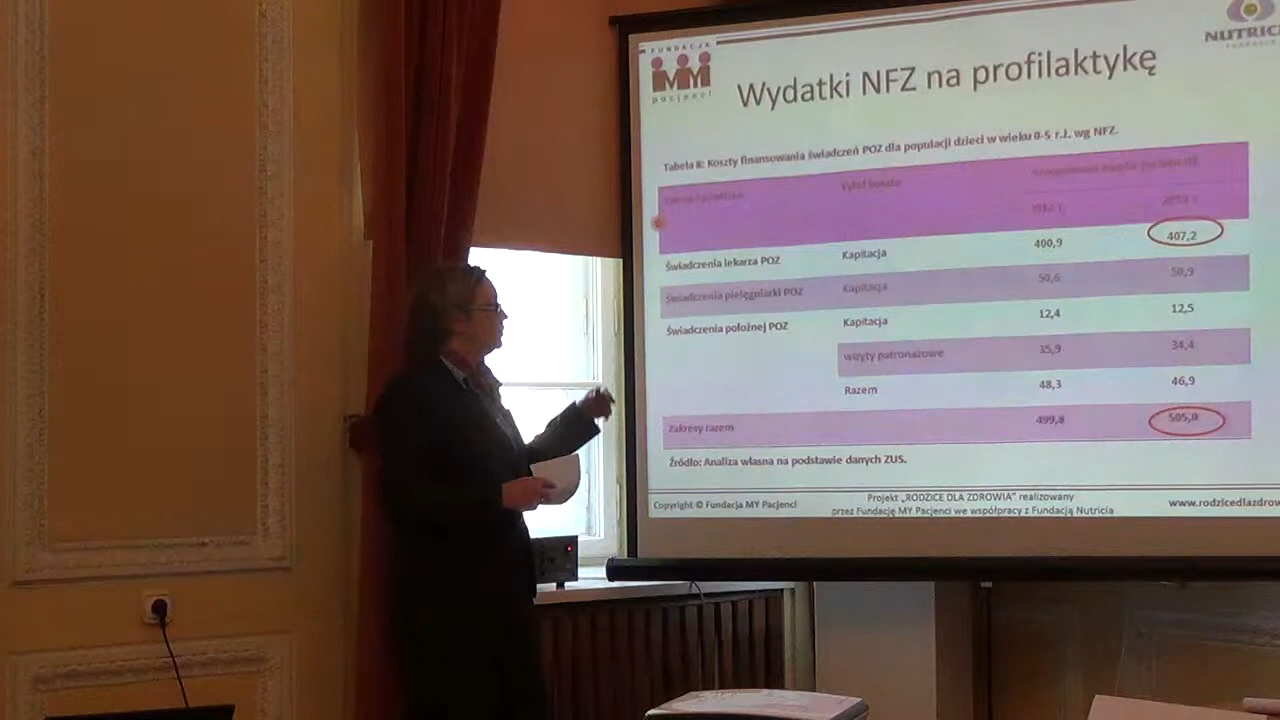 FUNDACJA
MY
pacjenci
NUTRICI
FUNDACJA
Wydatki NFZ na profilaktykę
Tabela 8: Koszty finansowania świadczeń POZ dla populacji dzieci w wieku 0-5 r.ż. wg NFZ.
Tytuł kosztu
Świadczenia lekarza POZ Kapitacja 400,9 407,2
Świadczenia pielęgniarki POZ Kapitacja 50,6 50,9
Świadczenia położnej POZ Kapitacja 12,4 12,5
wizyty patronażowe 35,9 34,4
Razem 48,3 46,9
Zakresy razem 499,8 505,0
Źródło: Analiza własna na podstawie danych ZUS.
Copyright © Fundacja MY Pacjenci
Projekt „RODZICE DLA ZDROWIA” realizowany
przez Fundację MY Pacjenci we współpracy z Fundacją Nutricia
www.rodzicedlazdrow